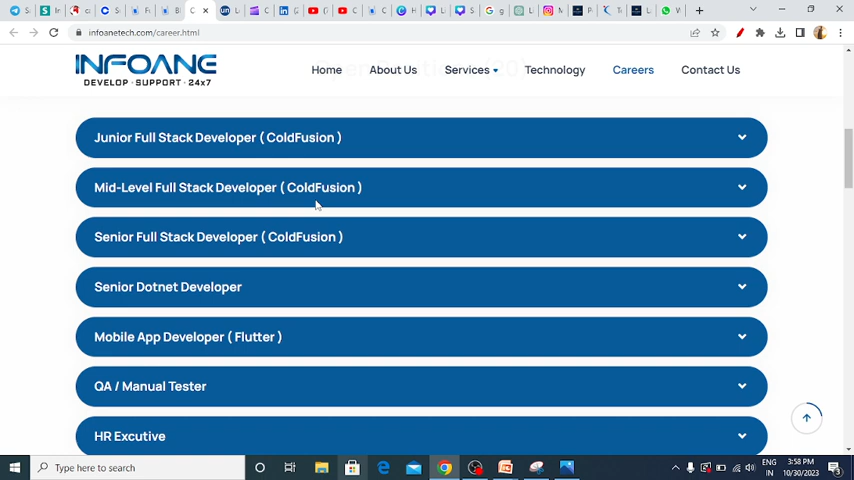 infoanetech.com/career.html
INFOANE
DEVELOP · SUPPORT · 24x7
Home
About Us
Services
Technology
Careers
Contact Us
Junior Full Stack Developer ( ColdFusion )
Mid-Level Full Stack Developer ( ColdFusion )
Senior Full Stack Developer ( ColdFusion )
Senior Dotnet Developer
Mobile App Developer ( Flutter )
QA / Manual Tester
HR Excutive
Type here to search
ENG
IN
3:58 PM
10/30/2023
3